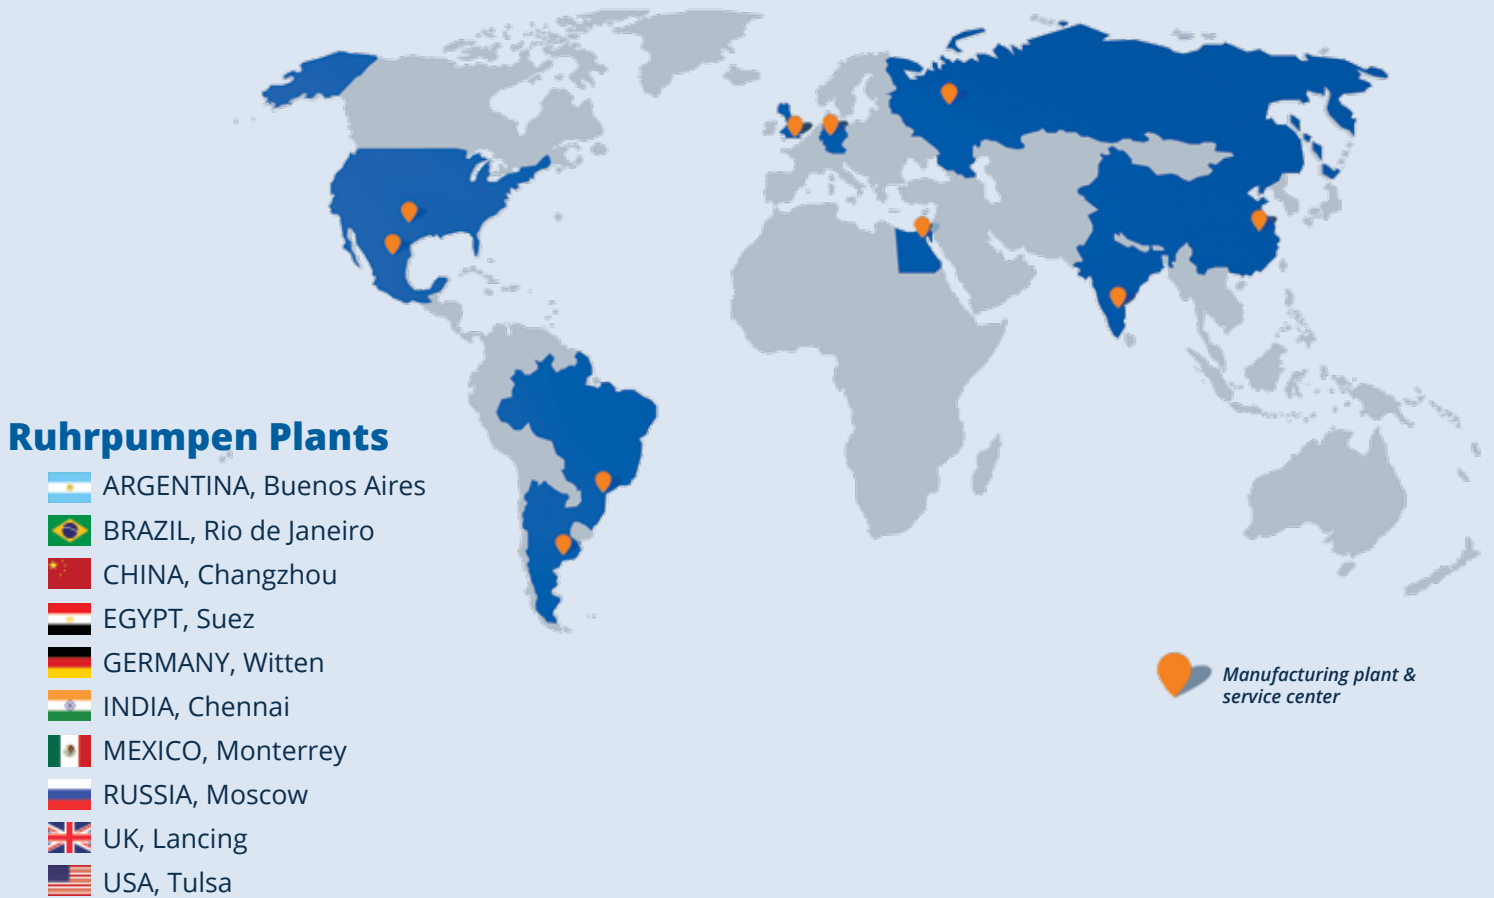 Ruhrpumpen Plants
ARGENTINA, Buenos Aires
BRAZIL, Rio de Janeiro
CHINA, Changzhou
EGYPT, Suez
GERMANY, Witten
INDIA, Chennai
MEXICO, Monterrey
RUSSIA, Moscow
UK, Lancing
USA, Tulsa
Manufacturing plant &
service center